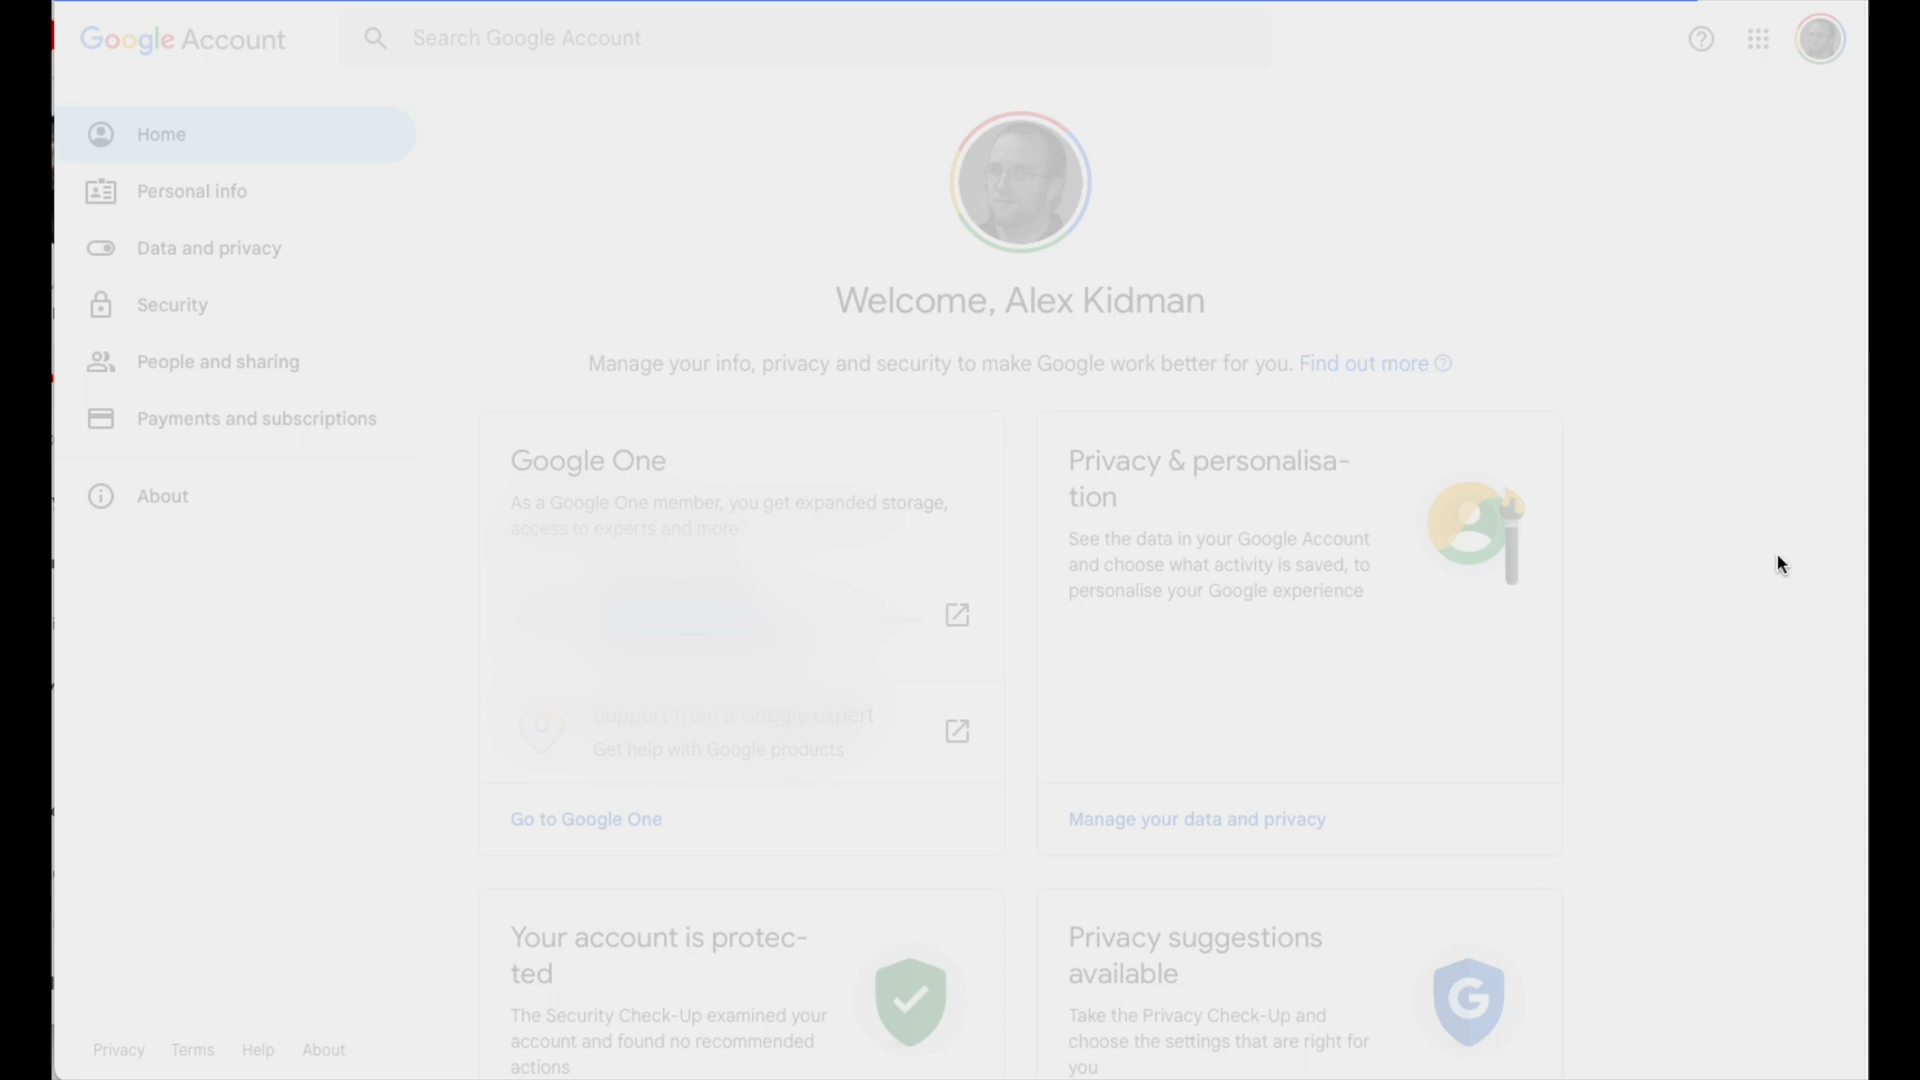 Google Account
Search Google Account
Home
Personal info
Data and privacy
Security
People and sharing
Payments and subscriptions
About
Welcome, Alex Kidman
Manage your info, privacy and security to make Google work better for you. Find out more
Google One
As a Google One member, you get expanded storage,
access to experts and more
Support from a Google expert
Get help with Google products
Go to Google One
Privacy & personalisa-
tion
See the data in your Google Account
and choose what activity is saved, to
personalise your Google experience
Manage your data and privacy
Your account is protec-
ted
The Security Check-Up examined your
account and found no recommended
actions
Privacy suggestions
available
Take the Privacy Check-Up and
choose the settings that are right for
you
Privacy Terms Help About